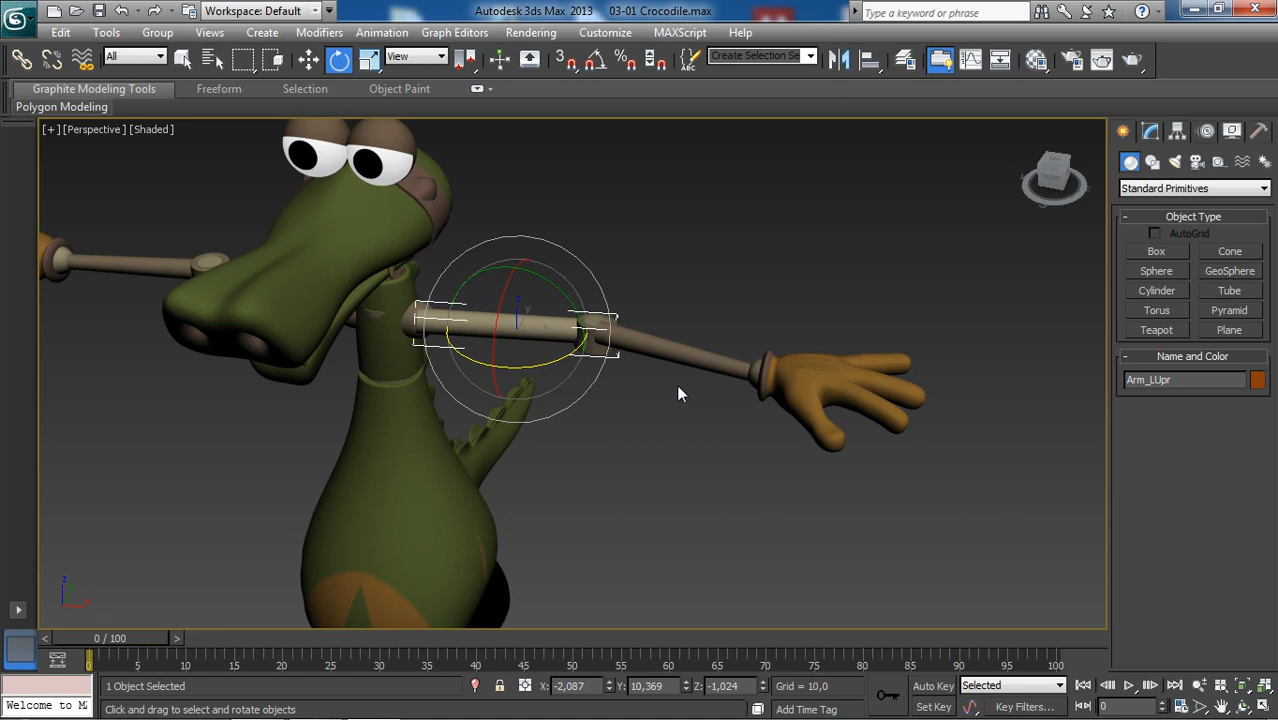 Workspace: Default
Autodesk 3ds Max 2013 03-01 Crocodile.max
Type a keyword or phrase
Edit Tools Group Views Create Modifiers Animation Graph Editors Rendering Customize MAXScript Help
All
View
3
Create Selection Se
Graphite Modeling Tools Freeform Selection Object Paint
Polygon Modeling
[+] [Perspective] [Shaded]
FRONT
Standard Primitives
- Object Type
AutoGrid
Box Cone
Sphere GeoSphere
Cylinder Tube
Torus Pyramid
Teapot Plane
- Name and Color
Arm_LUpr
z
y
x
z
x
< 0 / 100 >
0 5 10 15 20 25 30 35 40 45 50 55 60 65 70 75 80 85 90 95 100
1 Object Selected
X: -2,087 Y: 10,369 Z: -1,024 Grid = 10,0
Auto Key Selected
Welcome to M
Click and drag to select and rotate objects
Add Time Tag
Set Key Key Filters...
0